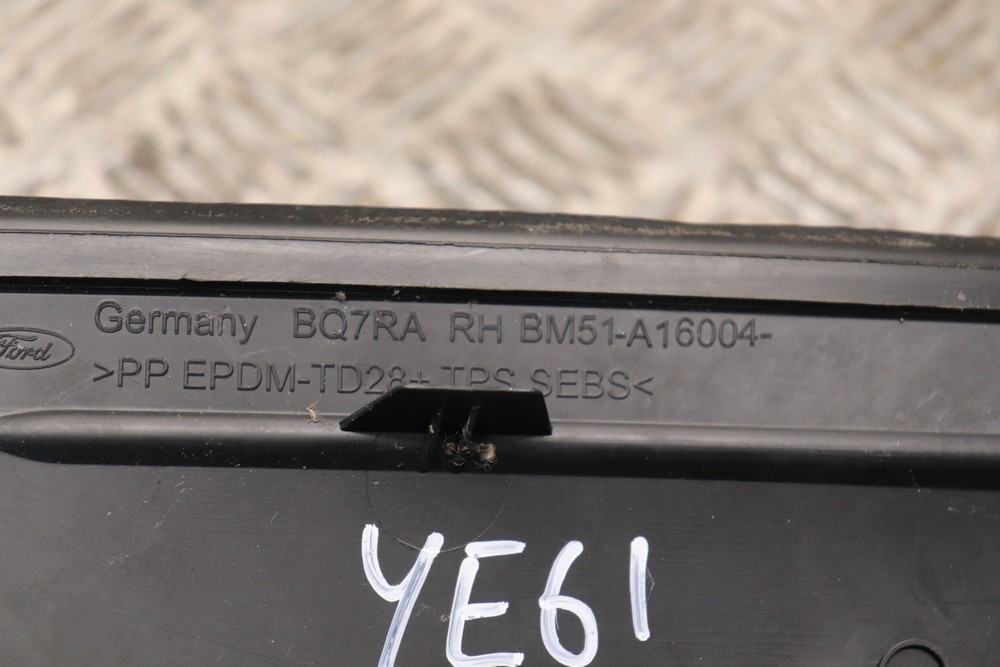 Ford
Germany BQ7RA RH BM51-A16004-
>PP EPDM-TD28+ TPS SEBS<
YE61